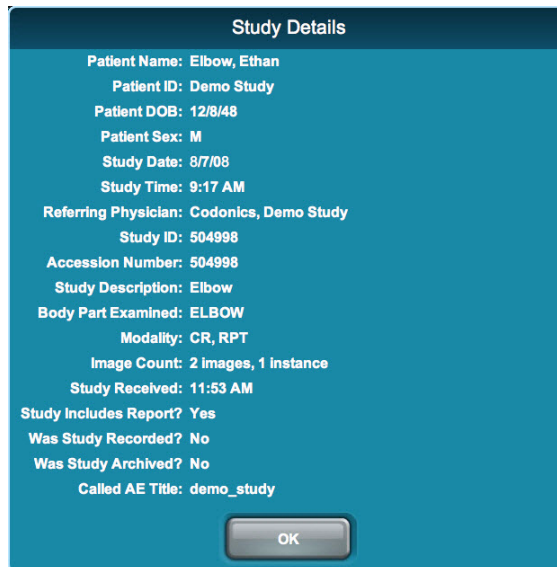 Study Details
Patient Name: Elbow, Ethan
Patient ID: Demo Study
Patient DOB: 12/8/48
Patient Sex: M
Study Date: 8/7/08
Study Time: 9:17 AM
Referring Physician: Codonics, Demo Study
Study ID: 504998
Accession Number: 504998
Study Description: Elbow
Body Part Examined: ELBOW
Modality: CR, RPT
Image Count: 2 images, 1 instance
Study Received: 11:53 AM
Study Includes Report? Yes
Was Study Recorded? No
Was Study Archived? No
Called AE Title: demo_study
OK